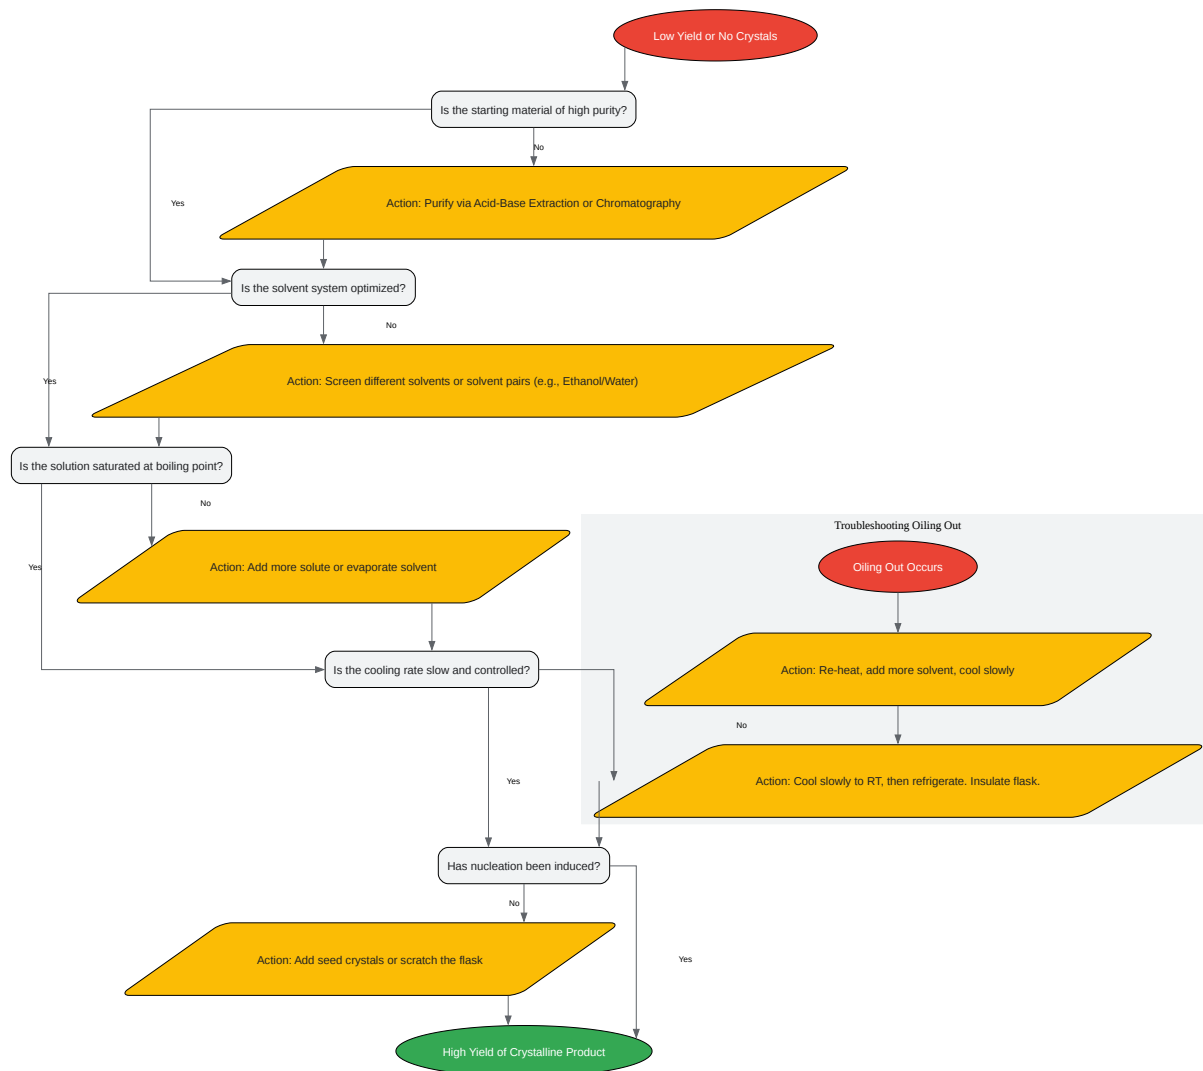 Low Yield or No Crystals
Is the starting material of high purity?
No
Yes
Action: Purify via Acid-Base Extraction or Chromatography
Is the solvent system optimized?
No
Yes
Action: Screen different solvents or solvent pairs (e.g., Ethanol/Water)
Is the solution saturated at boiling point?
No
Yes
Action: Add more solute or evaporate solvent
Troubleshooting Oiling Out
Oiling Out Occurs
Is the cooling rate slow and controlled?
Action: Re-heat, add more solvent, cool slowly
No
Yes
Action: Cool slowly to RT, then refrigerate. Insulate flask.
Has nucleation been induced?
No
Yes
Action: Add seed crystals or scratch the flask
High Yield of Crystalline Product